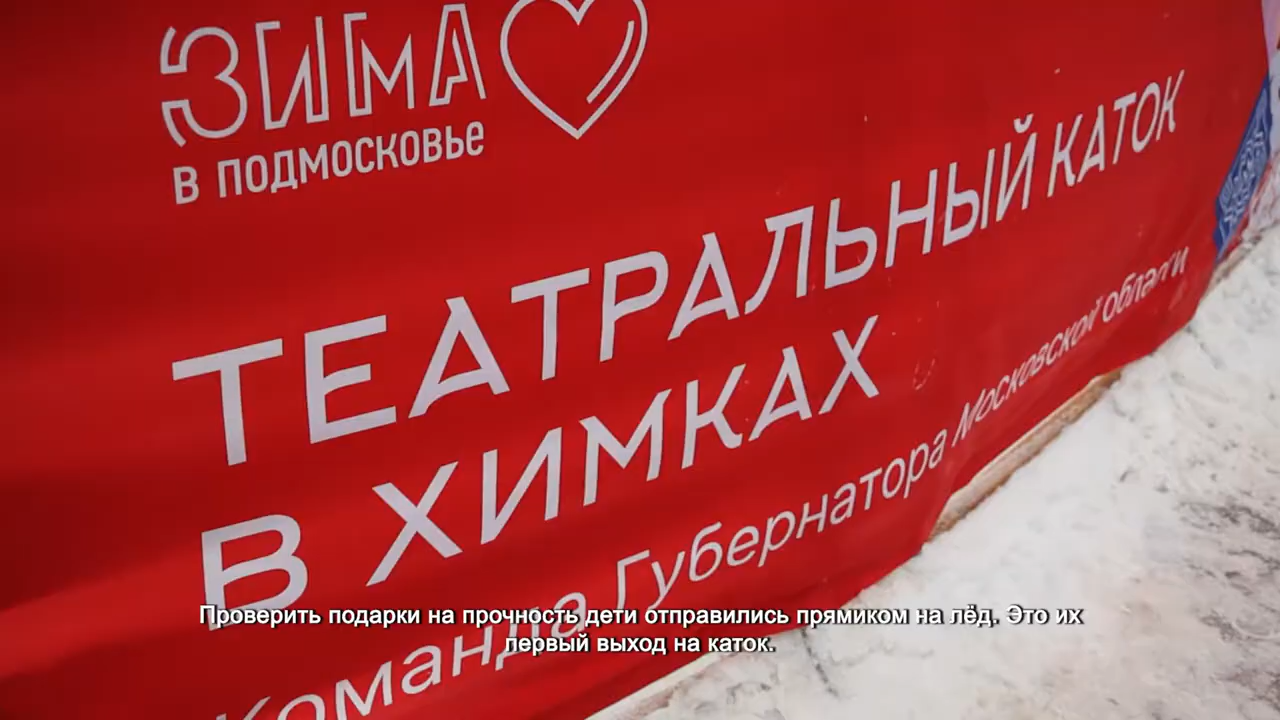 ЗИМА
В ПОДМОСКОВЬЕ
ТЕАТРАЛЬНЫЙ КАТОК
В ХИМКАХ
Команда Губернатора Московской области
Проверить подарки на прочность дети отправились прямиком на лёд. Это их
первый выход на каток.